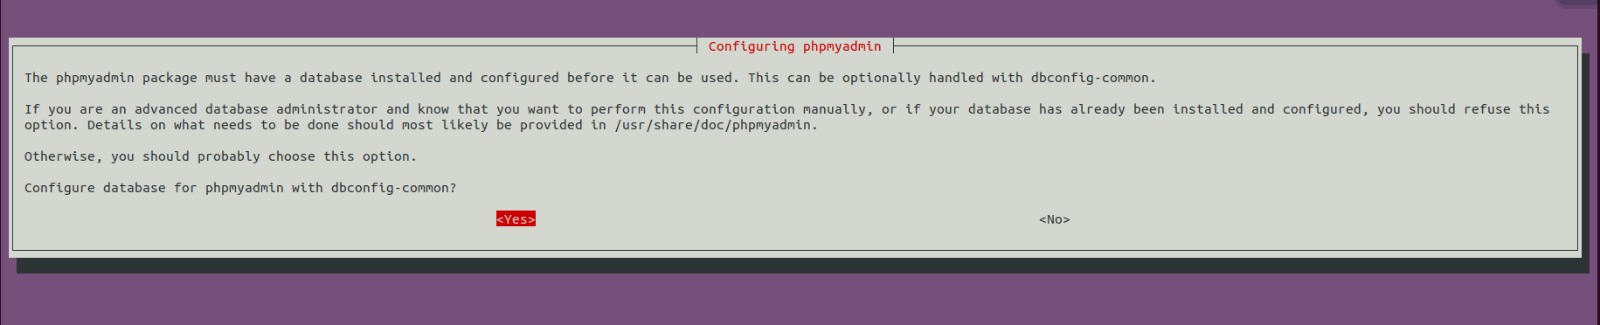 Configuring phpmyadmin
The phpmyadmin package must have a database installed and configured before it can be used. This can be optionally handled with dbconfig-common.
If you are an advanced database administrator and know that you want to perform this configuration manually, or if your database has already been installed and configured, you should refuse this
option. Details on what needs to be done should most likely be provided in /usr/share/doc/phpmyadmin.
Otherwise, you should probably choose this option.
Configure database for phpmyadmin with dbconfig-common?
<Yes> <No>